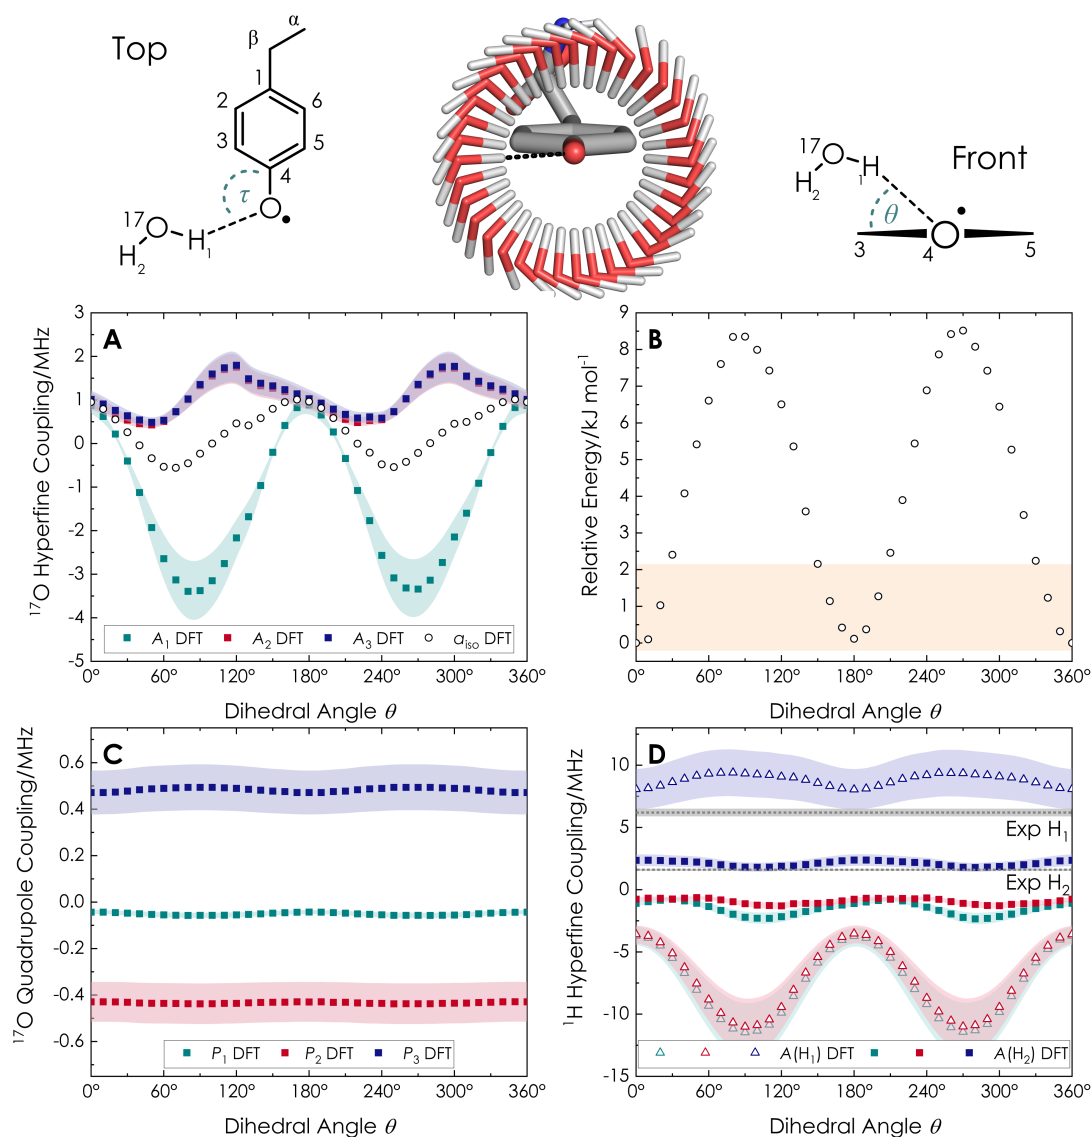 Top
α
β
1
2
6
3
5
4
τ
O
•
17
O
H
2
H
1
17
O
H
2
H
1
Front
θ
•
3
4
O
5
A
17O Hyperfine Coupling/MHz
3
2
1
0
-1
-2
-3
-4
-5
A1 DFT A2 DFT A3 DFT aiso DFT
0° 60° 120° 180° 240° 300° 360°
Dihedral Angle θ
B
Relative Energy/kJ mol-1
9
8
7
6
5
4
3
2
1
0
0° 60° 120° 180° 240° 300° 360°
Dihedral Angle θ
C
17O Quadrupole Coupling/MHz
0.6
0.4
0.2
0.0
-0.2
-0.4
-0.6
P1 DFT P2 DFT P3 DFT
0° 60° 120° 180° 240° 300° 360°
Dihedral Angle θ
D
1H Hyperfine Coupling/MHz
10
5
0
-5
-10
-15
Exp H1
Exp H2
A(H1) DFT A(H2) DFT
0° 60° 120° 180° 240° 300° 360°
Dihedral Angle θ